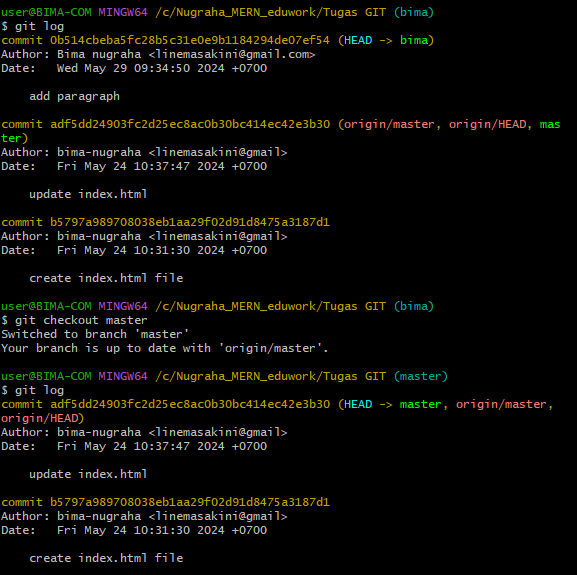 user@BIMA-COM MINGW64 /c/Nugraha_MERN_eduwork/Tugas GIT (bima)
$ git log
commit 0b514cbeba5fc28b5c31e0e9b1184294de07ef54 (HEAD -> bima)
Author: Bima nugraha <linemasakini@gmail.com>
Date:   Wed May 29 09:34:50 2024 +0700

    add paragraph

commit adf5dd24903fc2d25ec8ac0b30bc414ec42e3b30 (origin/master, origin/HEAD, mas
ter)
Author: bima-nugraha <linemasakini@gmail>
Date:   Fri May 24 10:37:47 2024 +0700

    update index.html

commit b5797a989708038eb1aa29f02d91d8475a3187d1
Author: bima-nugraha <linemasakini@gmail>
Date:   Fri May 24 10:31:30 2024 +0700

    create index.html file

user@BIMA-COM MINGW64 /c/Nugraha_MERN_eduwork/Tugas GIT (bima)
$ git checkout master
Switched to branch 'master'
Your branch is up to date with 'origin/master'.

user@BIMA-COM MINGW64 /c/Nugraha_MERN_eduwork/Tugas GIT (master)
$ git log
commit adf5dd24903fc2d25ec8ac0b30bc414ec42e3b30 (HEAD -> master, origin/master,
origin/HEAD)
Author: bima-nugraha <linemasakini@gmail>
Date:   Fri May 24 10:37:47 2024 +0700

    update index.html

commit b5797a989708038eb1aa29f02d91d8475a3187d1
Author: bima-nugraha <linemasakini@gmail>
Date:   Fri May 24 10:31:30 2024 +0700

    create index.html file